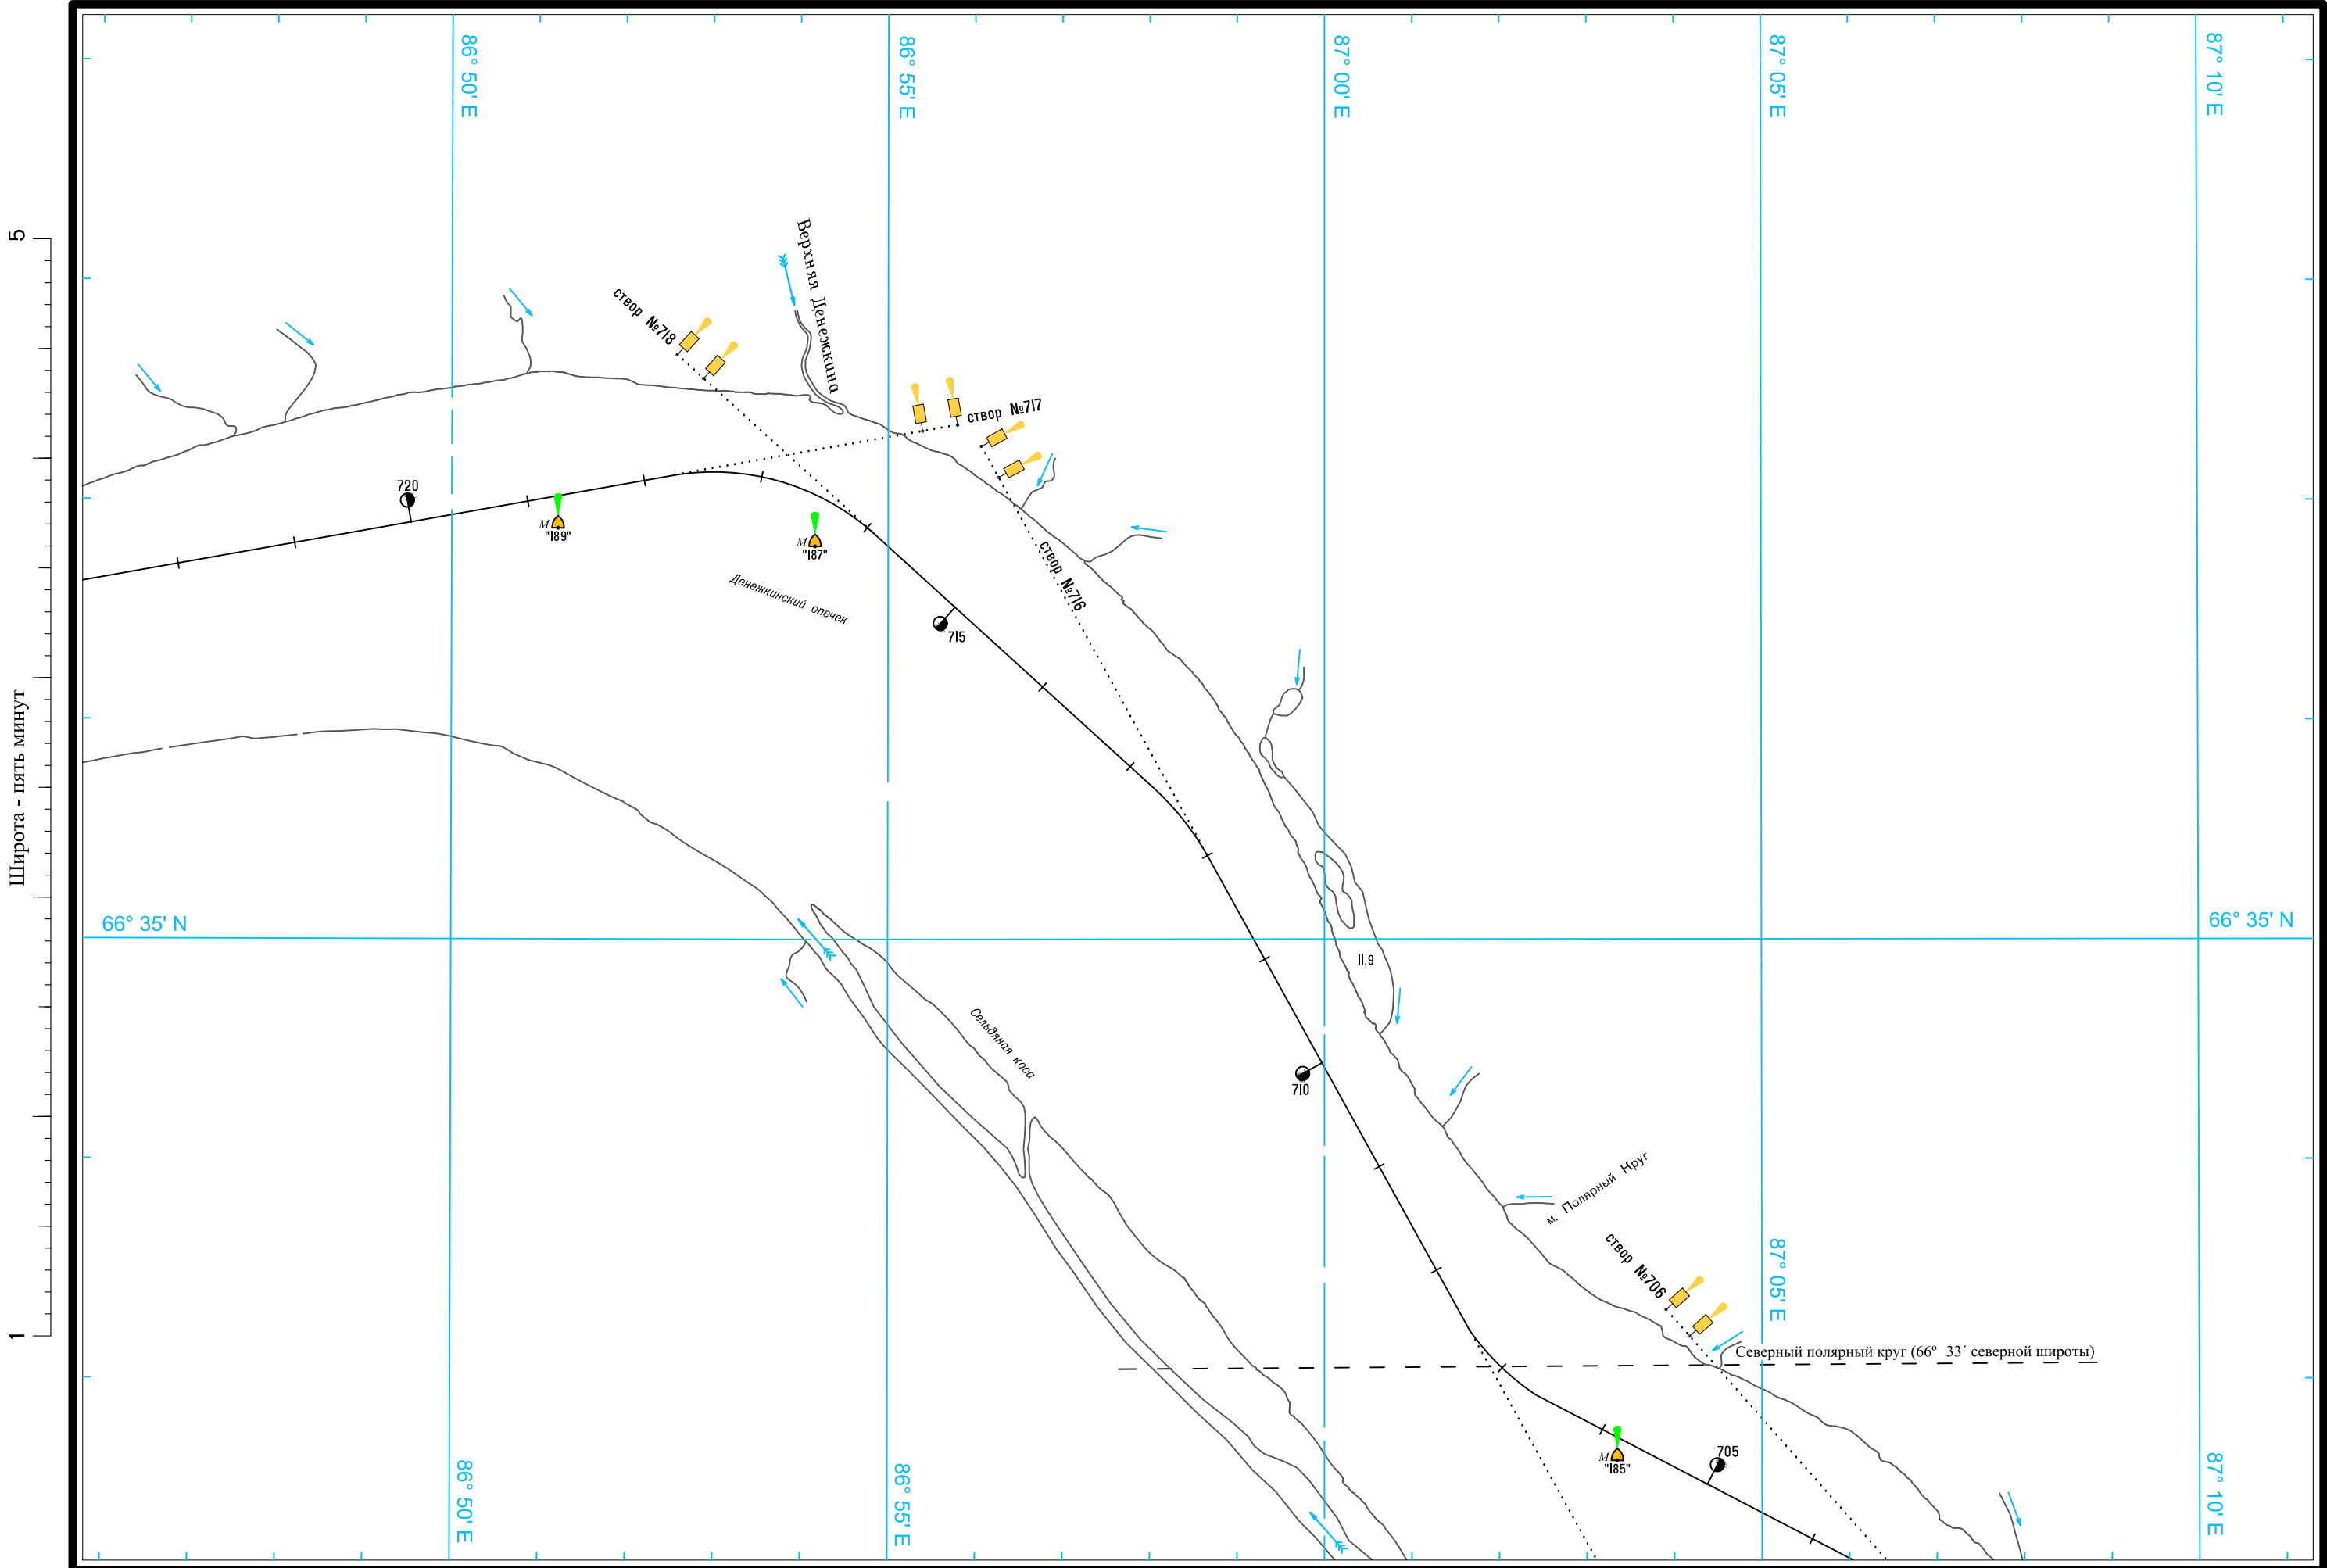 86° 50' E
86° 55' E
87° 00' E
87° 05' E
87° 10' E
5
Широта - пять минут
1
Верхняя Денежкина
створ №718
створ №717
720
М
"189"
М
"187"
створ №716
Денежкинский опечек
715
66° 35' N
66° 35' N
11,9
Сельдяная коса
710
м. Полярный Круг
створ №706
87° 05' E
Северный полярный круг (66º 33´ северной широты)
М
"185"
705
86° 50' E
86° 55' E
87° 10' E